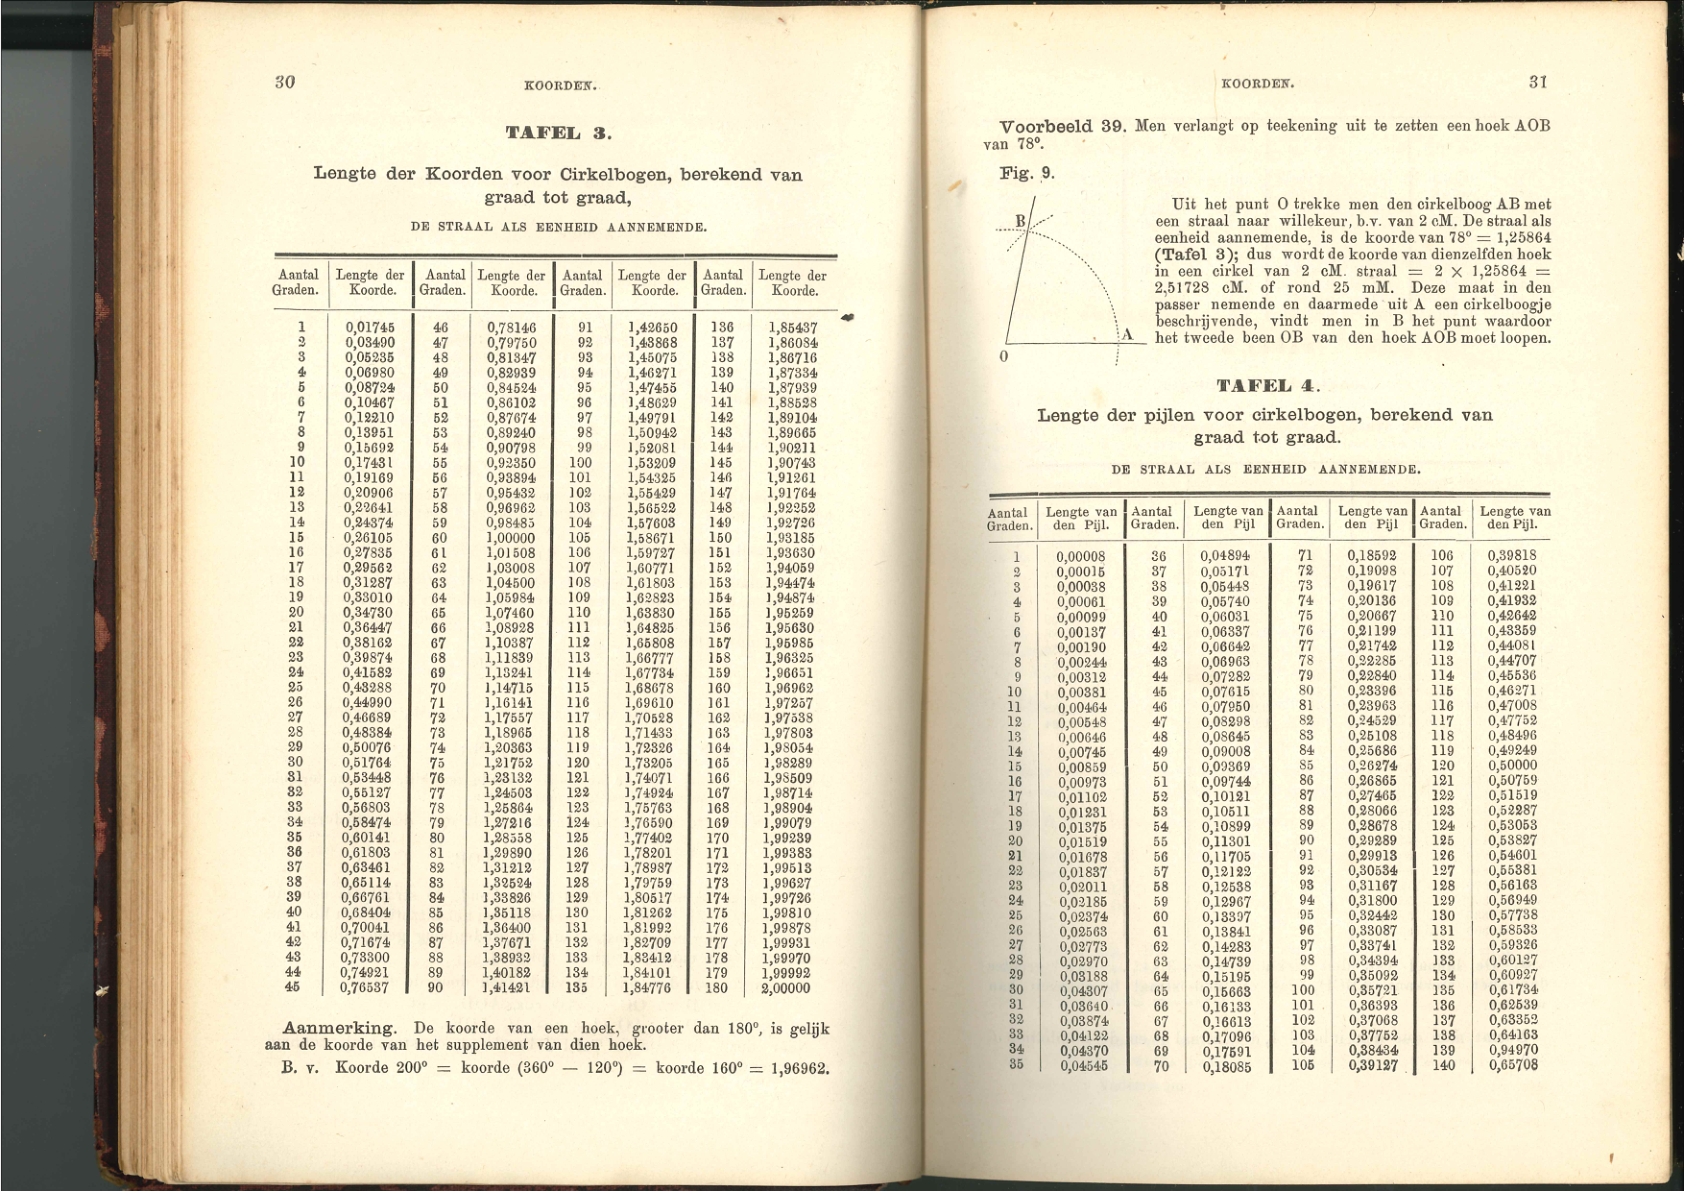 30
KOORDEN.
TAFEL 3.
Lengte der Koorden voor Cirkelbogen, berekend van
graad tot graad,
DE STRAAL ALS EENHEID AANNEMENDE.
Aantal Lengte der Aantal Lengte der Aantal Lengte der Aantal Lengte der
Graden. Koorde. Graden. Koorde. Graden. Koorde. Graden. Koorde.
1 0,01745 46 0,78146 91 1,42650 136 1,85437
2 0,03490 47 0,79750 92 1,43868 137 1,86084
3 0,05235 48 0,81347 93 1,45075 138 1,86716
4 0,06980 49 0,82939 94 1,46271 139 1,87334
5 0,08724 50 0,84524 95 1,47455 140 1,87939
6 0,10467 51 0,86102 96 1,48629 141 1,88528
7 0,12210 52 0,87674 97 1,49791 142 1,89104
8 0,13951 53 0,89240 98 1,50942 143 1,89665
9 0,15692 54 0,90798 99 1,52081 144 1,90211
10 0,17431 55 0,92350 100 1,53209 145 1,90743
11 0,19169 56 0,93894 101 1,54325 146 1,91261
12 0,20906 57 0,95432 102 1,55429 147 1,91764
13 0,22641 58 0,96962 103 1,56522 148 1,92252
14 0,24374 59 0,98485 104 1,57603 149 1,92726
15 0,26105 60 1,00000 105 1,58671 150 1,93185
16 0,27835 61 1,01508 106 1,59727 151 1,93630
17 0,29562 62 1,03008 107 1,60771 152 1,94059
18 0,31287 63 1,04500 108 1,61803 153 1,94474
19 0,33010 64 1,05984 109 1,62823 154 1,94874
20 0,34730 65 1,07460 110 1,63830 155 1,95259
21 0,36447 66 1,08928 111 1,64825 156 1,95630
22 0,38162 67 1,10387 112 1,65808 157 1,95985
23 0,39874 68 1,11839 113 1,66777 158 1,96325
24 0,41582 69 1,13241 114 1,67734 159 1,96651
25 0,43288 70 1,14715 115 1,68678 160 1,96962
26 0,44990 71 1,16141 116 1,69610 161 1,97257
27 0,46689 72 1,17557 117 1,70528 162 1,97538
28 0,48384 73 1,18965 118 1,71433 163 1,97803
29 0,50076 74 1,20363 119 1,72326 164 1,98054
30 0,51764 75 1,21752 120 1,73205 165 1,98289
31 0,53448 76 1,23132 121 1,74071 166 1,98509
32 0,55127 77 1,24503 122 1,74924 167 1,98714
33 0,56803 78 1,25864 123 1,75763 168 1,98904
34 0,58474 79 1,27216 124 1,76590 169 1,99079
35 0,60141 80 1,28558 125 1,77402 170 1,99239
36 0,61803 81 1,29890 126 1,78201 171 1,99383
37 0,63461 82 1,31212 127 1,78987 172 1,99513
38 0,65114 83 1,32524 128 1,79759 173 1,99627
39 0,66761 84 1,33826 129 1,80517 174 1,99726
40 0,68404 85 1,35118 130 1,81262 175 1,99810
41 0,70041 86 1,36400 131 1,81992 176 1,99878
42 0,71674 87 1,37671 132 1,82709 177 1,99931
43 0,73300 88 1,38932 133 1,83412 178 1,99970
44 0,74921 89 1,40182 134 1,84101 179 1,99992
45 0,76537 90 1,41421 135 1,84776 180 2,00000
Aanmerking. De koorde van een hoek, grooter dan 180°, is gelijk
aan de koorde van het supplement van dien hoek.
B. v. Koorde 200° = koorde (360° — 120°) = koorde 160° = 1,96962.
KOORDEN.
31
Voorbeeld 39. Men verlangt op teekening uit te zetten een hoek AOB
van 78°.
Fig. 9.
B
A
O
Uit het punt O trekke men den cirkelboog AB met
een straal naar willekeur, b.v. van 2 cM. De straal als
eenheid aannemende, is de koorde van 78° = 1,25864
(Tafel 3); dus wordt de koorde van dienzelfden hoek
in een cirkel van 2 cM. straal = 2 × 1,25864 =
2,51728 cM. of rond 25 mM. Deze maat in den
passer nemende en daarmede uit A een cirkelboogje
beschrijvende, vindt men in B het punt waardoor
het tweede been OB van den hoek AOB moet loopen.
TAFEL 4.
Lengte der pijlen voor cirkelbogen, berekend van
graad tot graad.
DE STRAAL ALS EENHEID AANNEMENDE.
Aantal Lengte van Aantal Lengte van Aantal Lengte van Aantal Lengte van
Graden. den Pijl. Graden. den Pijl Graden. den Pijl Graden. den Pijl.
1 0,00008 36 0,04894 71 0,18592 106 0,39818
2 0,00015 37 0,05171 72 0,19098 107 0,40520
3 0,00038 38 0,05448 73 0,19617 108 0,41221
4 0,00061 39 0,05740 74 0,20136 109 0,41932
5 0,00099 40 0,06031 75 0,20667 110 0,42642
6 0,00137 41 0,06337 76 0,21199 111 0,43359
7 0,00190 42 0,06642 77 0,21742 112 0,44081
8 0,00244 43 0,06963 78 0,22285 113 0,44707
9 0,00312 44 0,07282 79 0,22840 114 0,45536
10 0,00381 45 0,07615 80 0,23396 115 0,46271
11 0,00464 46 0,07950 81 0,23963 116 0,47008
12 0,00548 47 0,08298 82 0,24529 117 0,47752
13 0,00646 48 0,08645 83 0,25108 118 0,48496
14 0,00745 49 0,09008 84 0,25686 119 0,49249
15 0,00859 50 0,09369 85 0,26274 120 0,50000
16 0,00973 51 0,09744 86 0,26865 121 0,50759
17 0,01102 52 0,10121 87 0,27465 122 0,51519
18 0,01231 53 0,10511 88 0,28066 123 0,52287
19 0,01375 54 0,10899 89 0,28678 124 0,53053
20 0,01519 55 0,11301 90 0,29289 125 0,53827
21 0,01678 56 0,11705 91 0,29913 126 0,54601
22 0,01837 57 0,12122 92 0,30534 127 0,55381
23 0,02011 58 0,12538 93 0,31167 128 0,56163
24 0,02185 59 0,12967 94 0,31800 129 0,56949
25 0,02374 60 0,13397 95 0,32442 130 0,57738
26 0,02563 61 0,13841 96 0,33087 131 0,58533
27 0,02773 62 0,14283 97 0,33741 132 0,59326
28 0,02970 63 0,14739 98 0,34394 133 0,60127
29 0,03188 64 0,15195 99 0,35092 134 0,60927
30 0,04307 65 0,15663 100 0,35721 135 0,61734
31 0,03640 66 0,16133 101 0,36393 136 0,62539
32 0,03874 67 0,16613 102 0,37068 137 0,63352
33 0,04122 68 0,17096 103 0,37752 138 0,64163
34 0,04370 69 0,17591 104 0,38434 139 0,94970
35 0,04545 70 0,18085 105 0,39127 140 0,65708